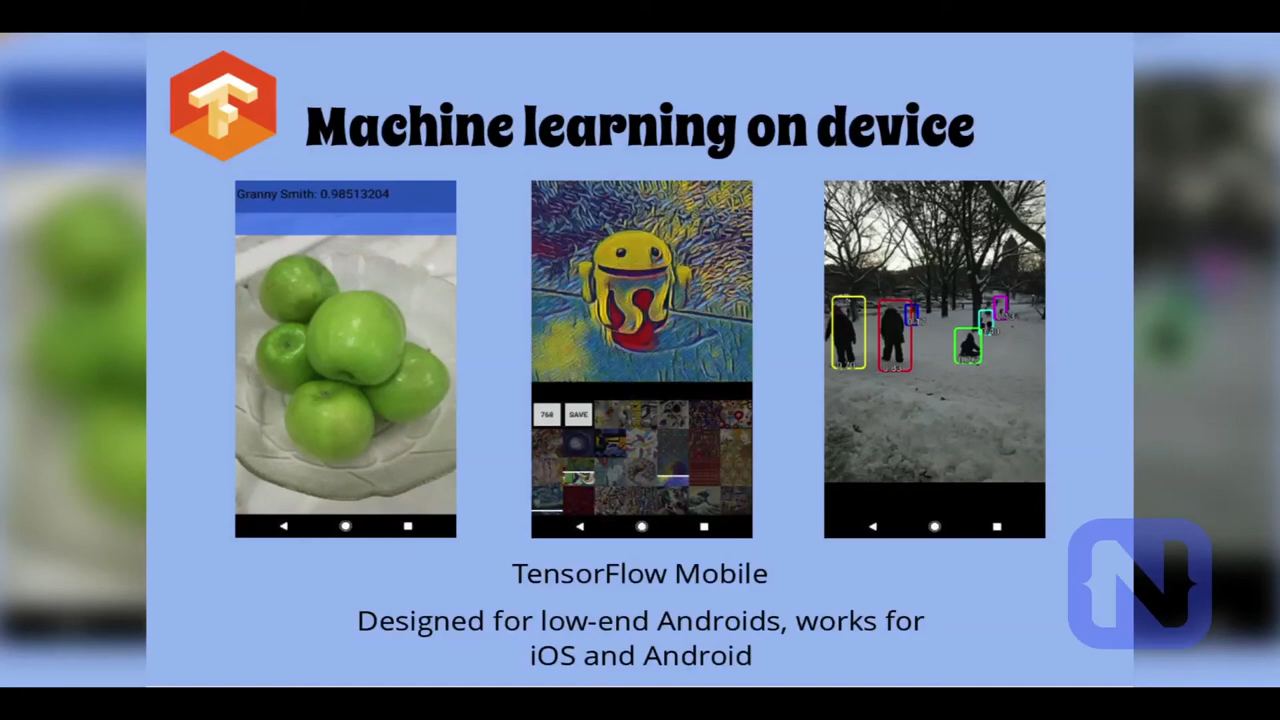 Machine learning on device
Granny Smith: 0.98513204
768 SAVE
TensorFlow Mobile
Designed for low-end Androids, works for
iOS and Android